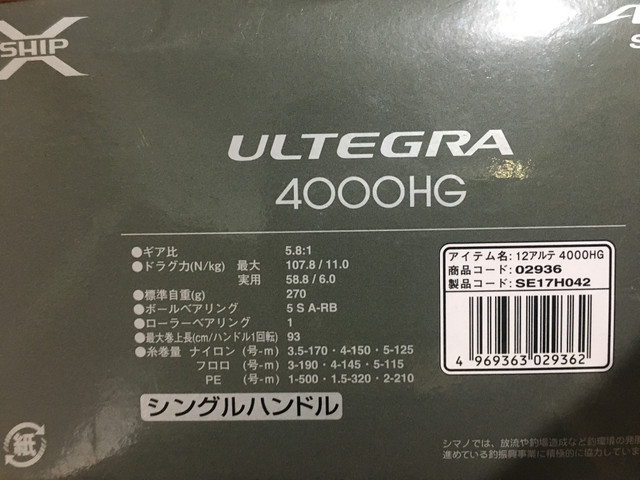 X
SHIP
ULTEGRA
4000HG
●ギア比 5.8:1
●ドラグ力(N/kg) 最大 107.8/11.0
実用 58.8/6.0
●標準自重(g) 270
●ボールベアリング 5 S A-RB
●ローラーベアリング 1
●最大巻上長(cm/ハンドル1回転) 93
●糸巻量 ナイロン (号-m) 3.5-170・4-150・5-125
フロロ (号-m) 3-190・4-145・5-115
PE (号-m) 1-500・1.5-320・2-210
シングルハンドル
アイテム名: 12アルテ 4000HG
商品コード: 02936
製品コード: SE17H042
4 969363 029362
紙
シマノでは、放流や釣場造成など釣環境の発展
進めている釣振興事業に積極的に協力していま